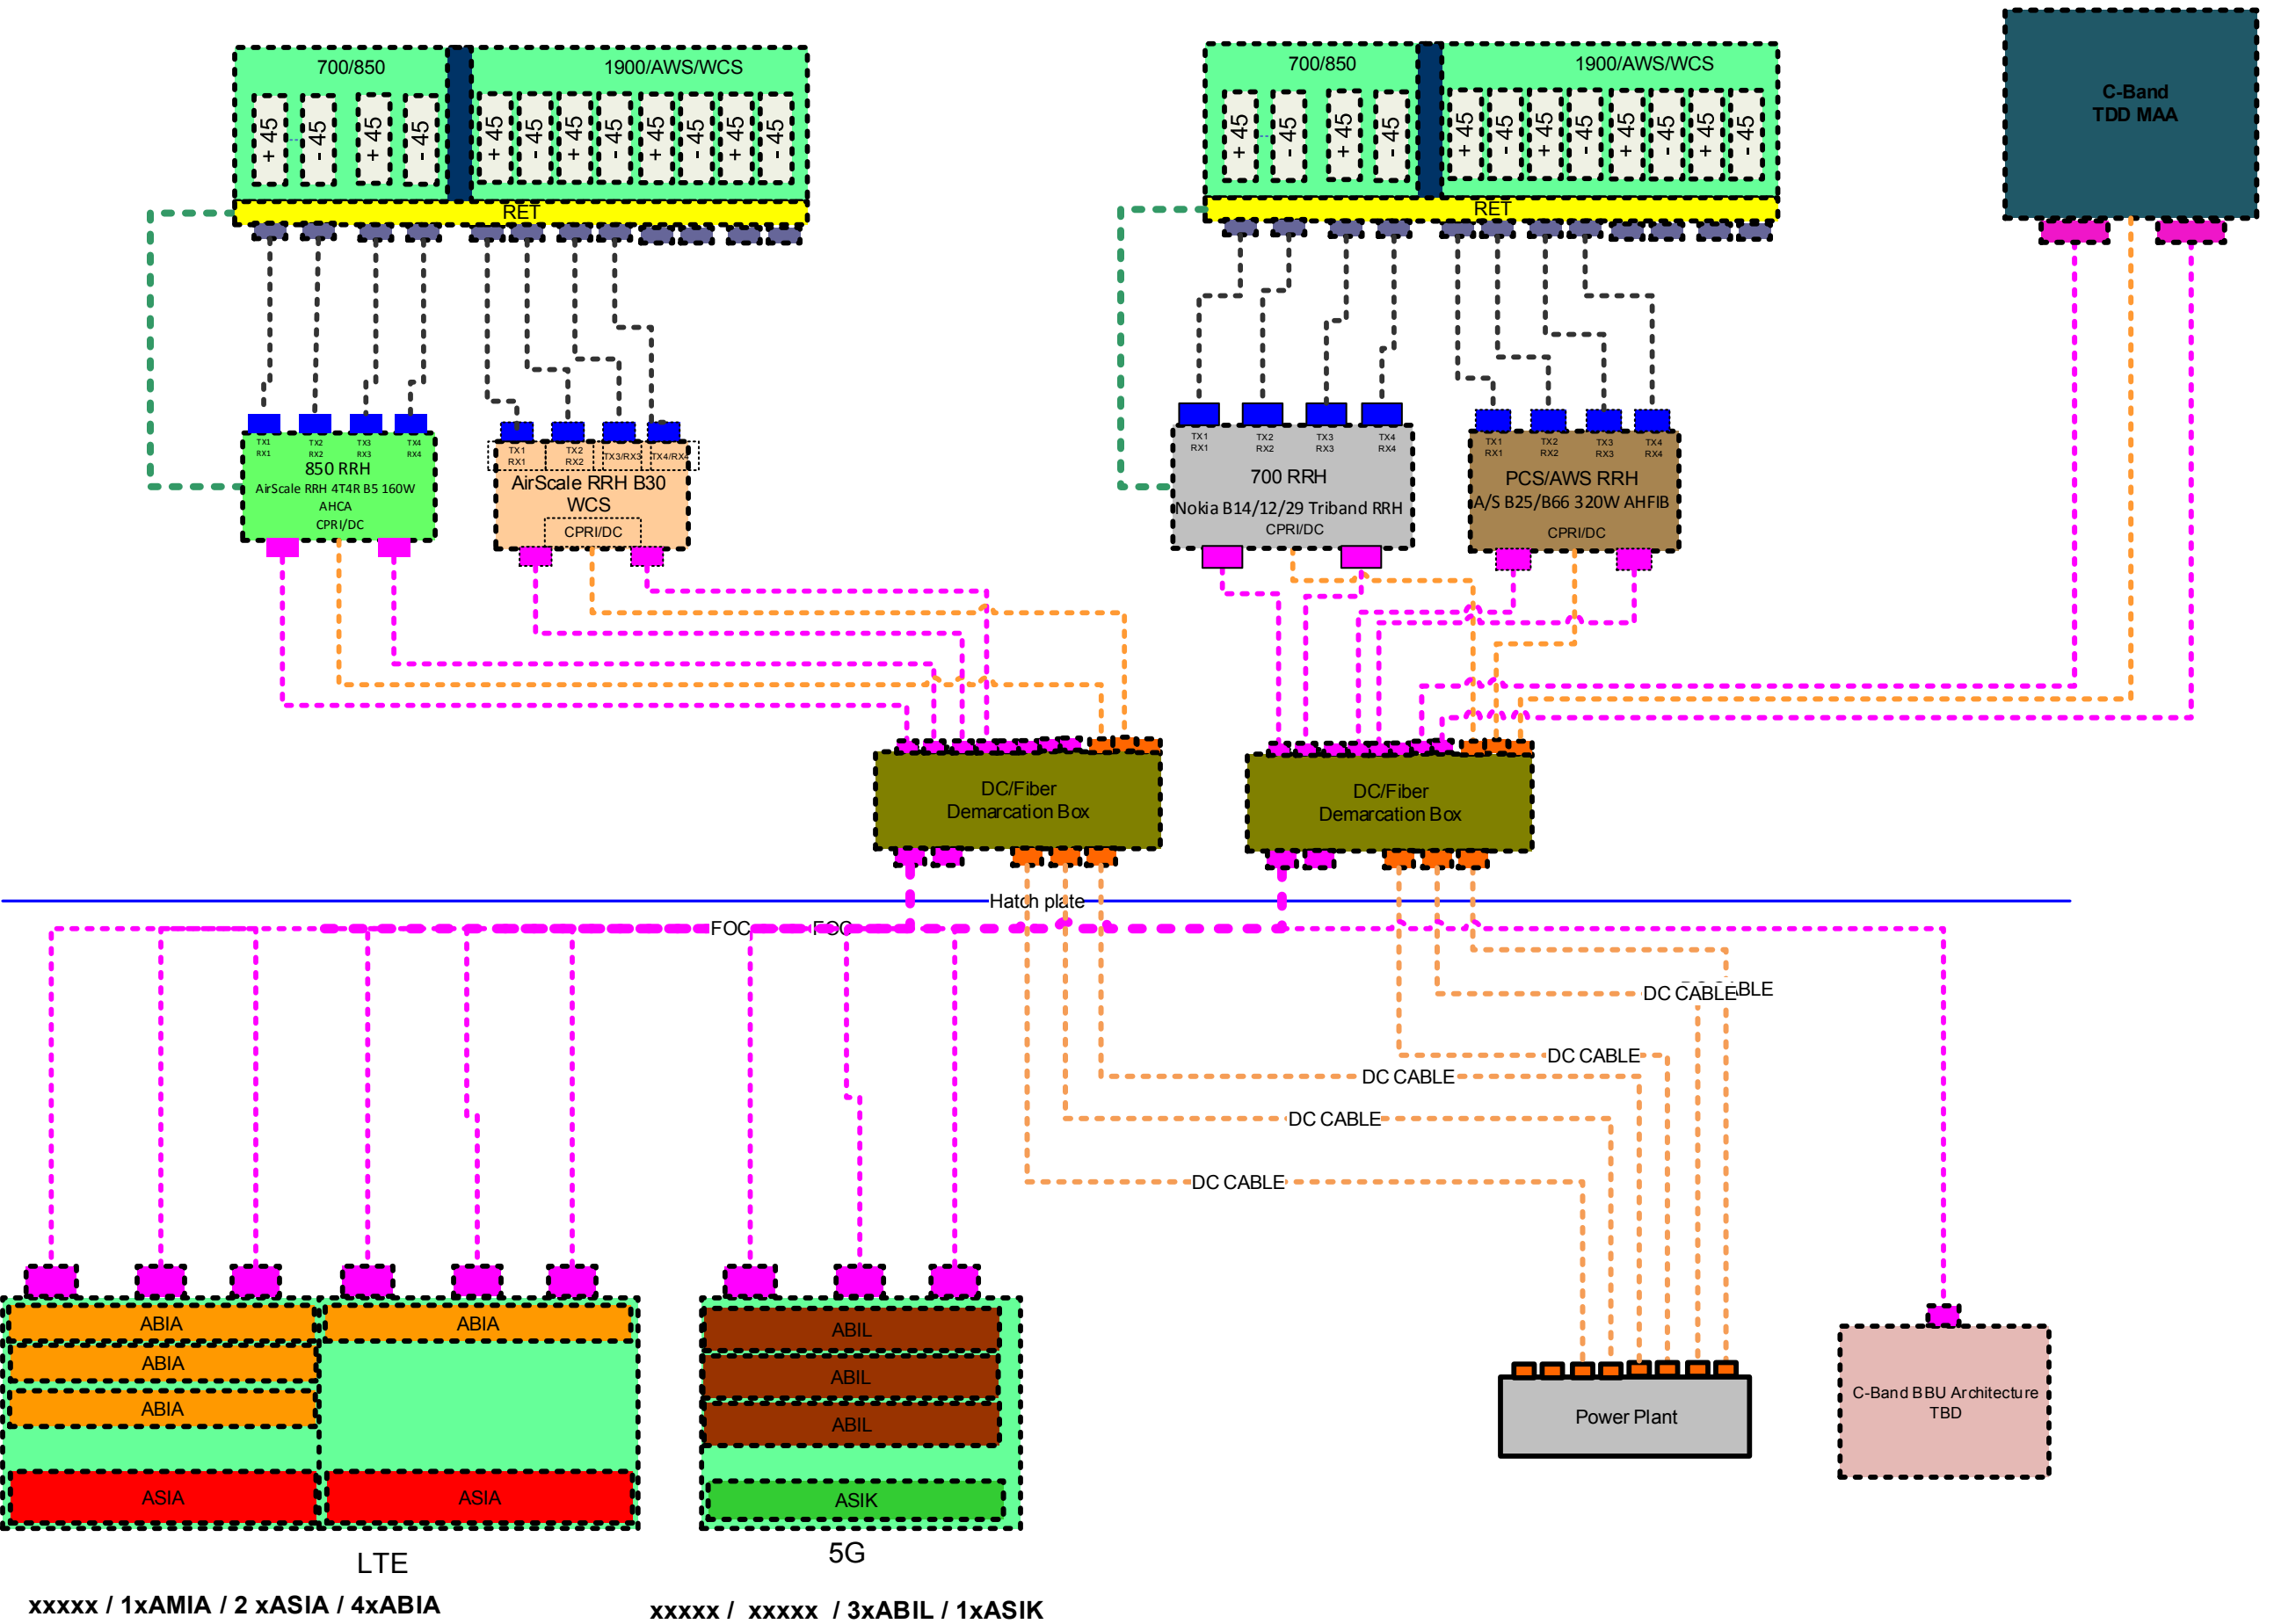 700/850
1900/AWS/WCS
+ 45
- 45
+ 45
- 45
+ 45
- 45
+ 45
- 45
+ 45
- 45
+ 45
- 45
RET
700/850
1900/AWS/WCS
+ 45
- 45
+ 45
- 45
+ 45
- 45
+ 45
- 45
+ 45
- 45
+ 45
- 45
RET
C-Band
TDD MAA
TX1
RX1
TX2
RX2
TX3
RX3
TX4
RX4
850 RRH
AirScale RRH 4T4R B5 160W
AHCA
CPRI/DC
TX1
RX1
TX2
RX2
TX3/RX3
TX4/RX4
AirScale RRH B30
WCS
CPRI/DC
TX1
RX1
TX2
RX2
TX3
RX3
TX4
RX4
700 RRH
Nokia B14/12/29 Triband RRH
CPRI/DC
TX1
RX1
TX2
RX2
TX3
RX3
TX4
RX4
PCS/AWS RRH
A/S B25/B66 320W AHFIB
CPRI/DC
DC/Fiber
Demarcation Box
DC/Fiber
Demarcation Box
Hatch plate
FOC
FOC
DC CABLE
DC CABLE
DC CABLE
DC CABLE
DC CABLE
DC CABLE
ABIA
ABIA
ABIA
ASIA
ABIA
ASIA
LTE
xxxxx / 1xAMIA / 2 xASIA / 4xABIA
ABIL
ABIL
ABIL
ASIK
5G
xxxxx / xxxxx / 3xABIL / 1xASIK
Power Plant
C-Band BBU Architecture
TBD